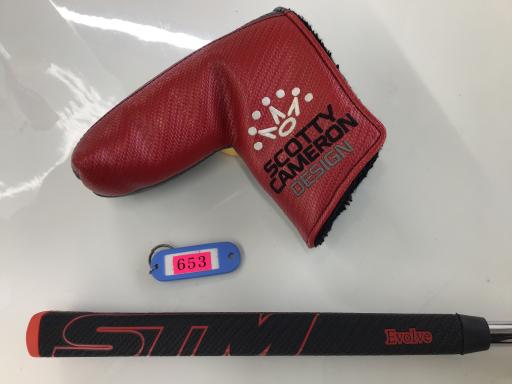 SCOTTY
CAMERON
DESIGN
653
STM
Evolve